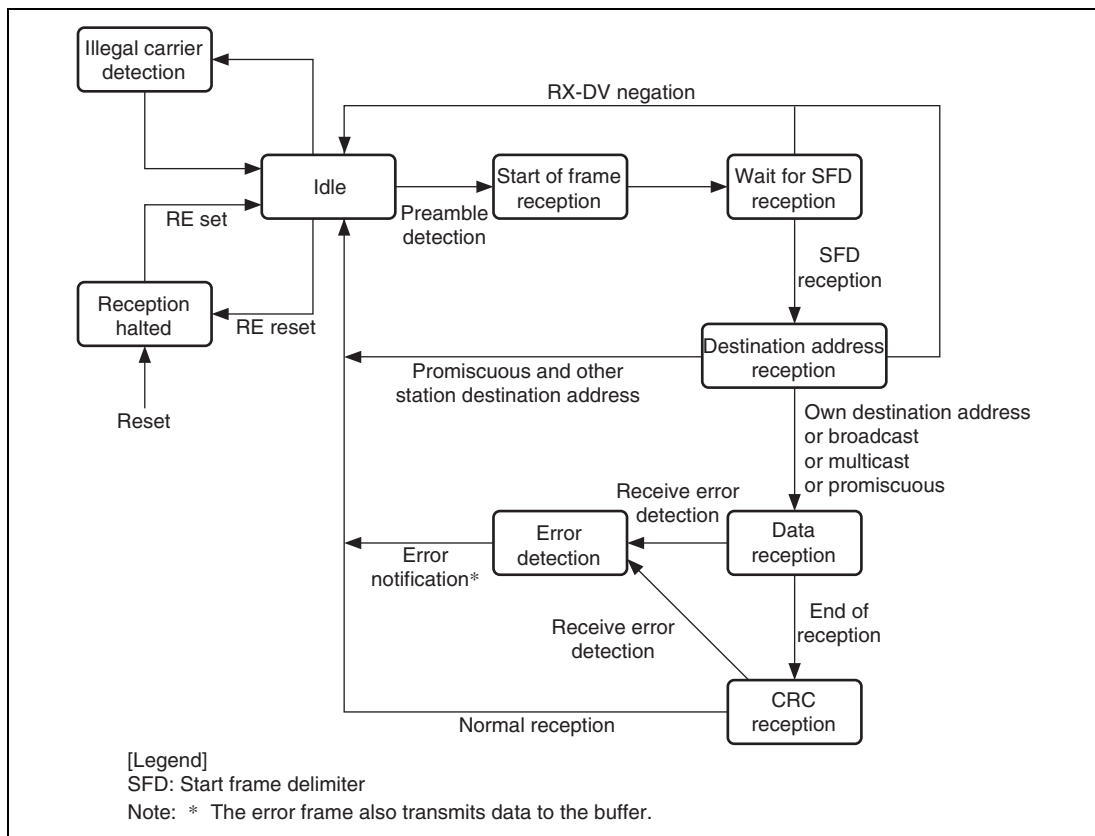 Illegal carrier
detection
RX-DV negation
Idle
Start of frame
reception
Wait for SFD
reception
Preamble
detection
RE set
SFD
reception
Reception
halted
RE reset
Destination address
reception
Promiscuous and other
station destination address
Reset
Own destination address
or broadcast
or multicast
or promiscuous
Receive error
detection
Error
detection
Data
reception
Error
notification*
End of
reception
Receive error
detection
CRC
reception
Normal reception
[Legend]
SFD: Start frame delimiter
Note: * The error frame also transmits data to the buffer.